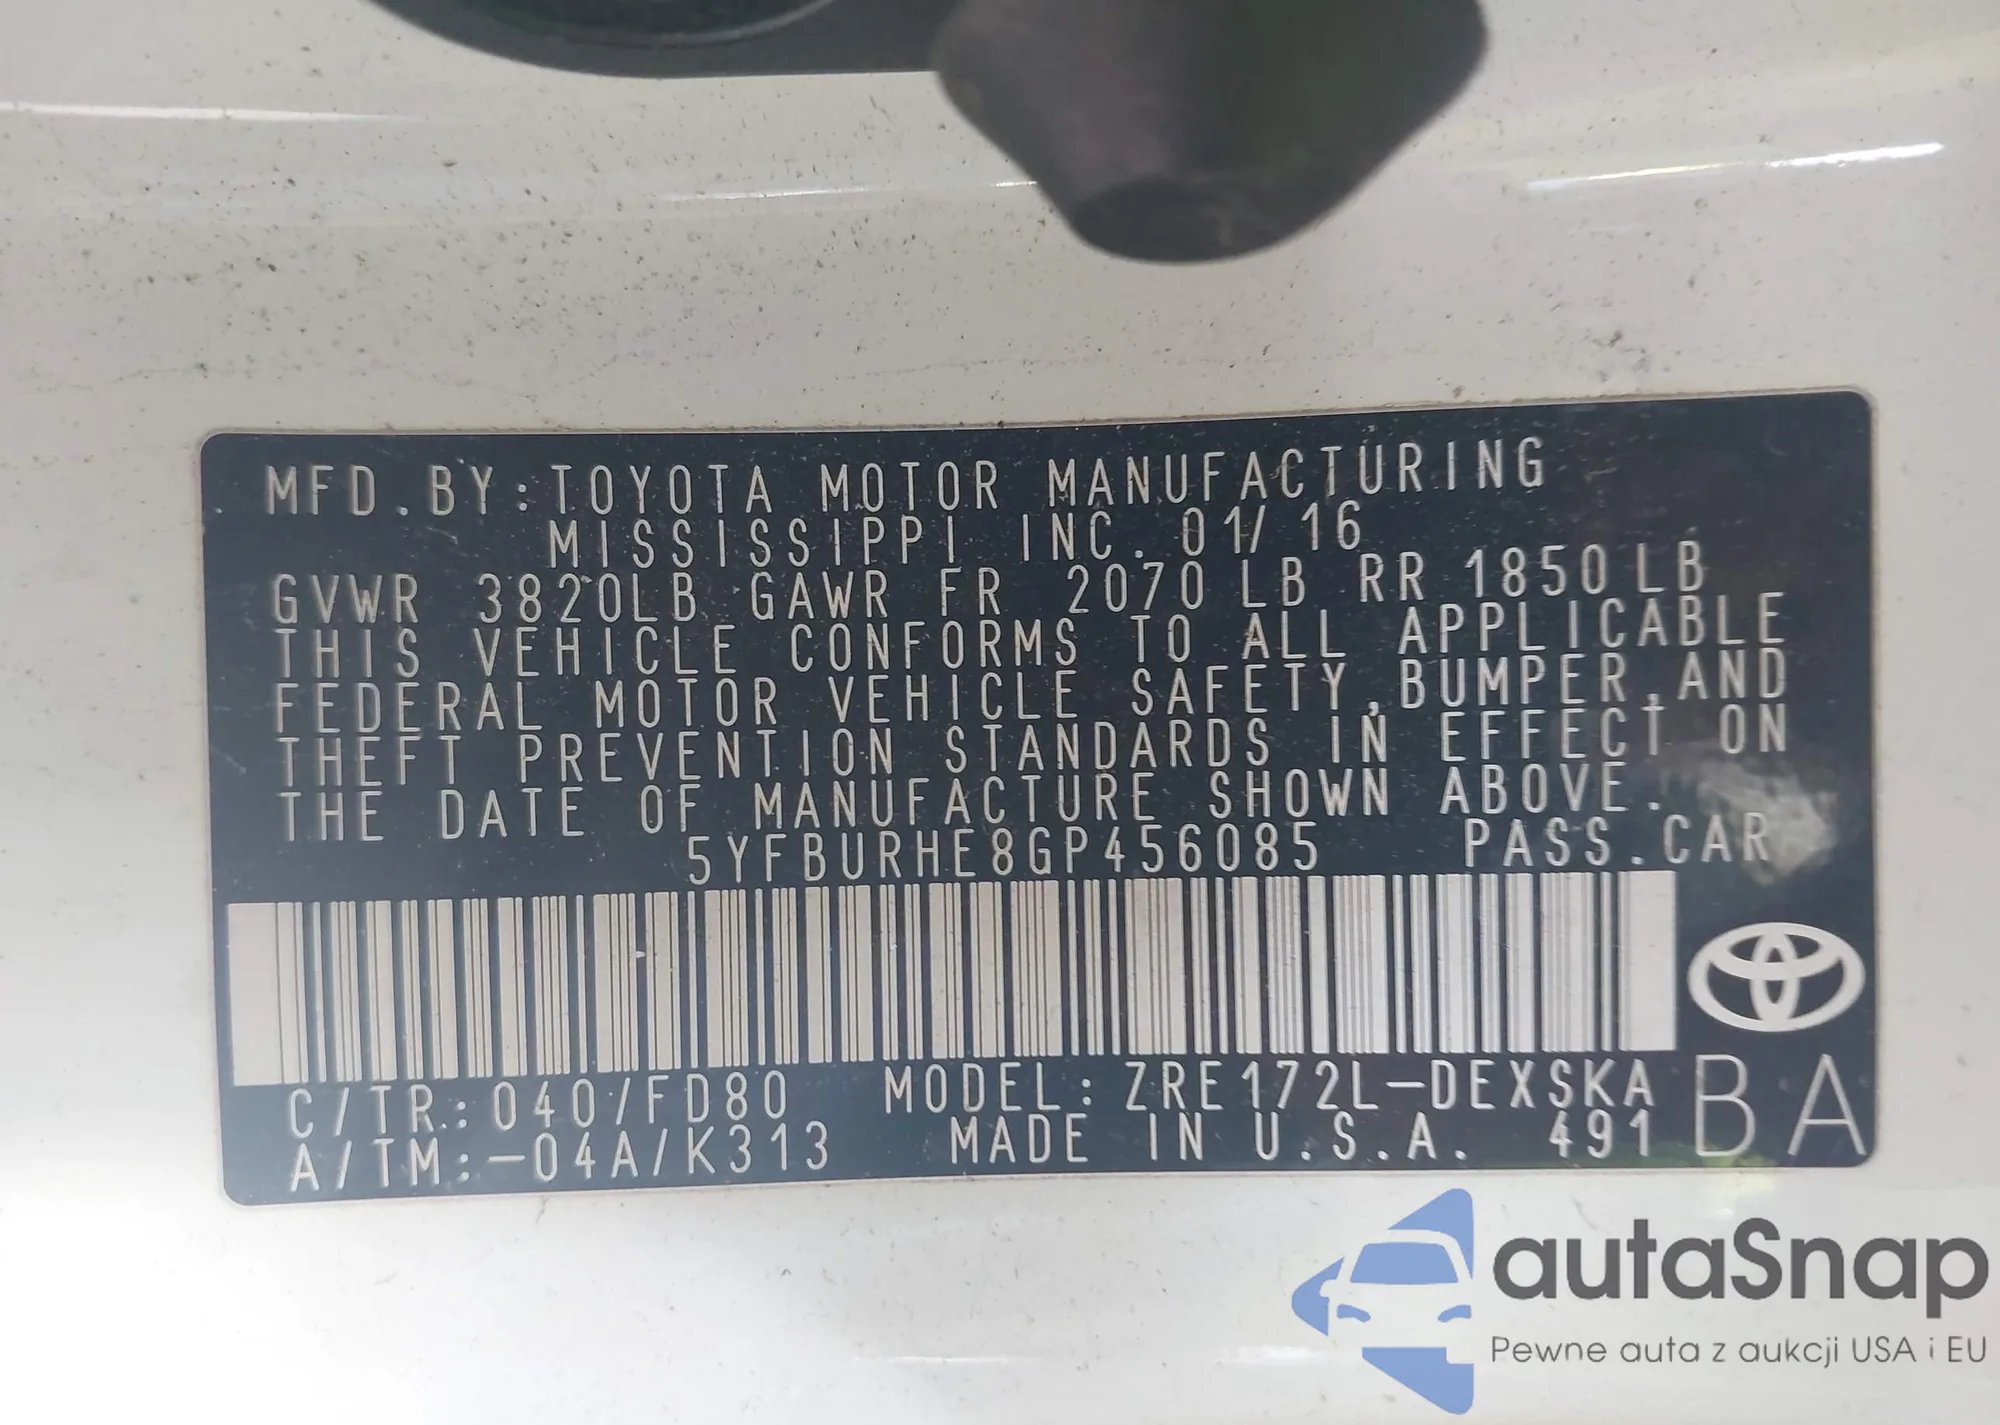 MFD.BY:TOYOTA MOTOR MANUFACTURING
MISSISSIPPI INC. 01/16
GVWR 3820LB GAWR FR 2070 LB RR 1850LB
THIS VEHICLE CONFORMS TO ALL APPLICABLE
FEDERAL MOTOR VEHICLE SAFETY,BUMPER,AND
THEFT PREVENTION STANDARDS IN EFFECT ON
THE DATE OF MANUFACTURE SHOWN ABOVE.
5YFBURHE8GP456085 PASS.CAR
C/TR.: 040/FD80 MODEL: ZRE172L-DEXSKA
A/TM.:-04A/K313 MADE IN U.S.A. 491
BA
autaSnap
Pewne auta z aukcji USA i EU